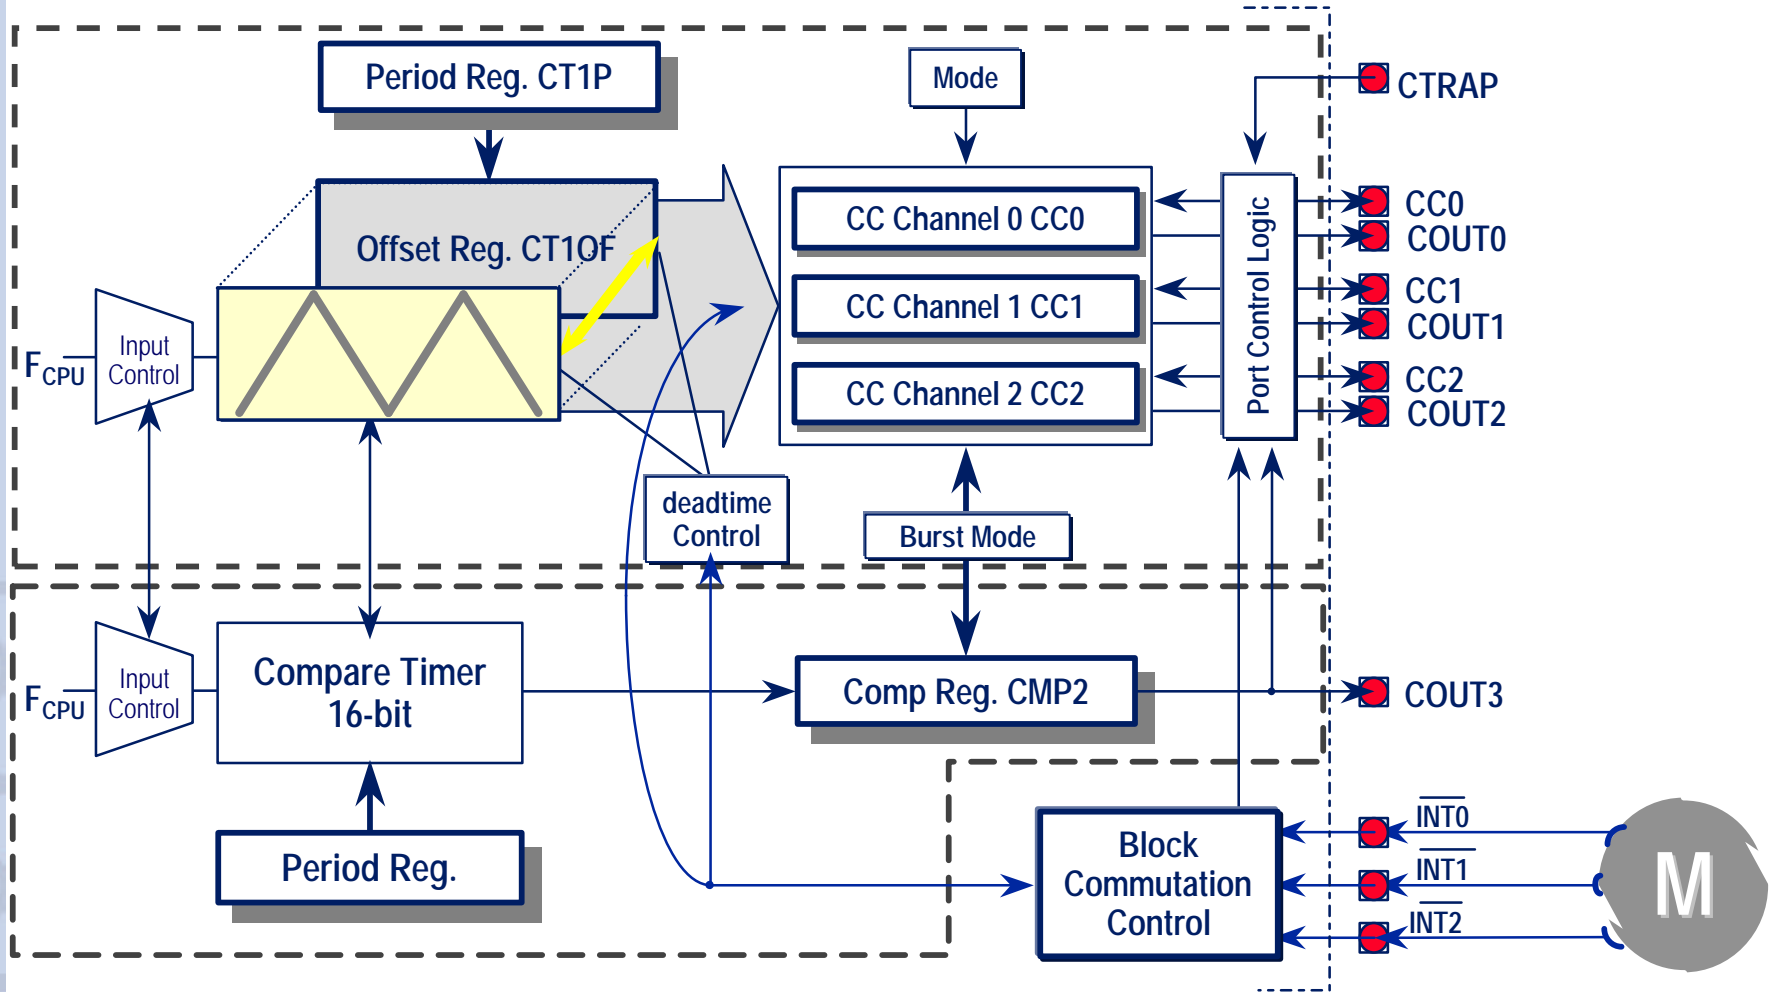 Period Reg. CT1P
Mode
CTRAP
CC Channel 0 CC0
CC0
COUT0
Offset Reg. CT1OF
Port Control Logic
CC Channel 1 CC1
CC1
COUT1
Input
Control
FCPU
CC Channel 2 CC2
CC2
COUT2
deadtime
Control
Burst Mode
Input
Control
FCPU
Compare Timer
16-bit
Comp Reg. CMP2
COUT3
Period Reg.
Block
Commutation
Control
INT0
INT1
INT2
M